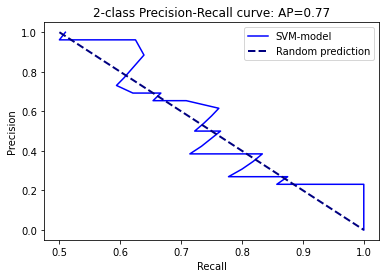 2-class Precision-Recall curve: AP=0.77
SVM-model
Random prediction
Precision
1.0
0.8
0.6
0.4
0.2
0.0
0.5 0.6 0.7 0.8 0.9 1.0
Recall